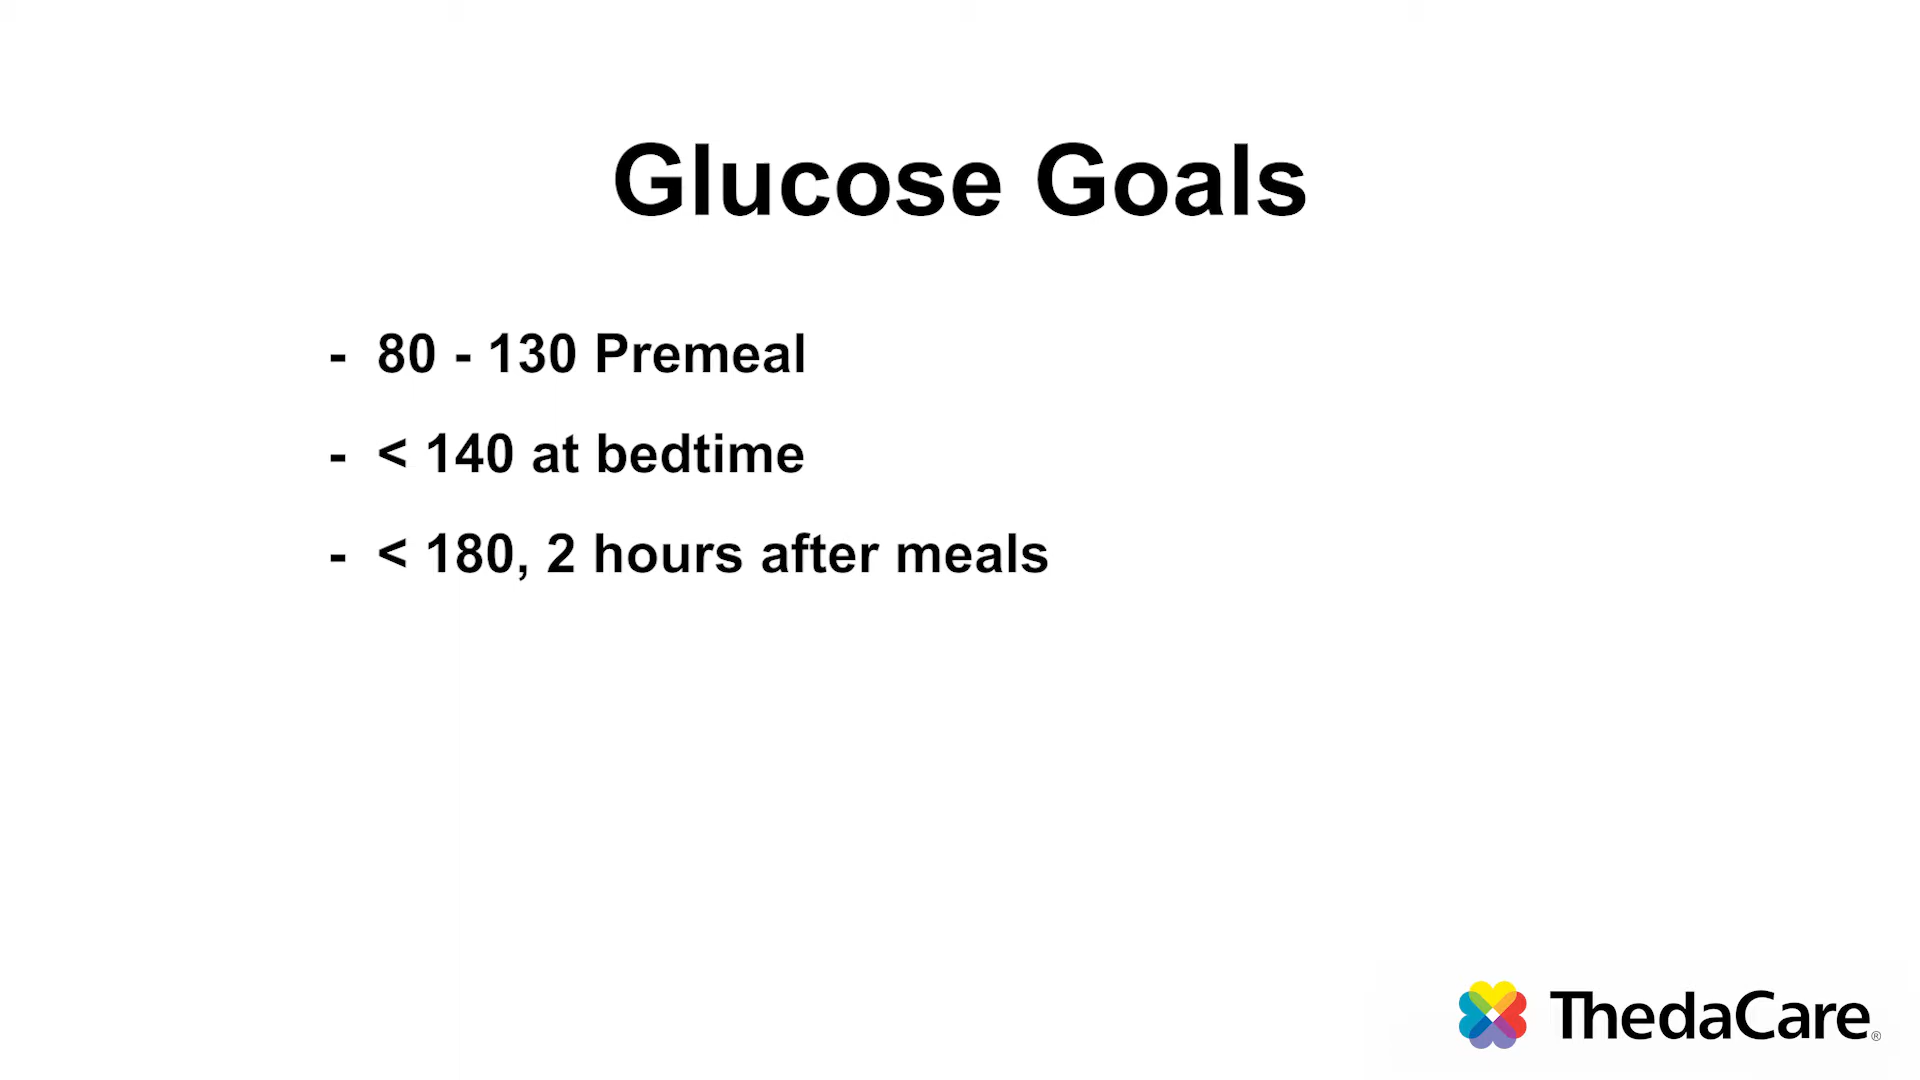 Glucose Goals
- 80 - 130 Premeal
- < 140 at bedtime
- < 180, 2 hours after meals
ThedaCare®